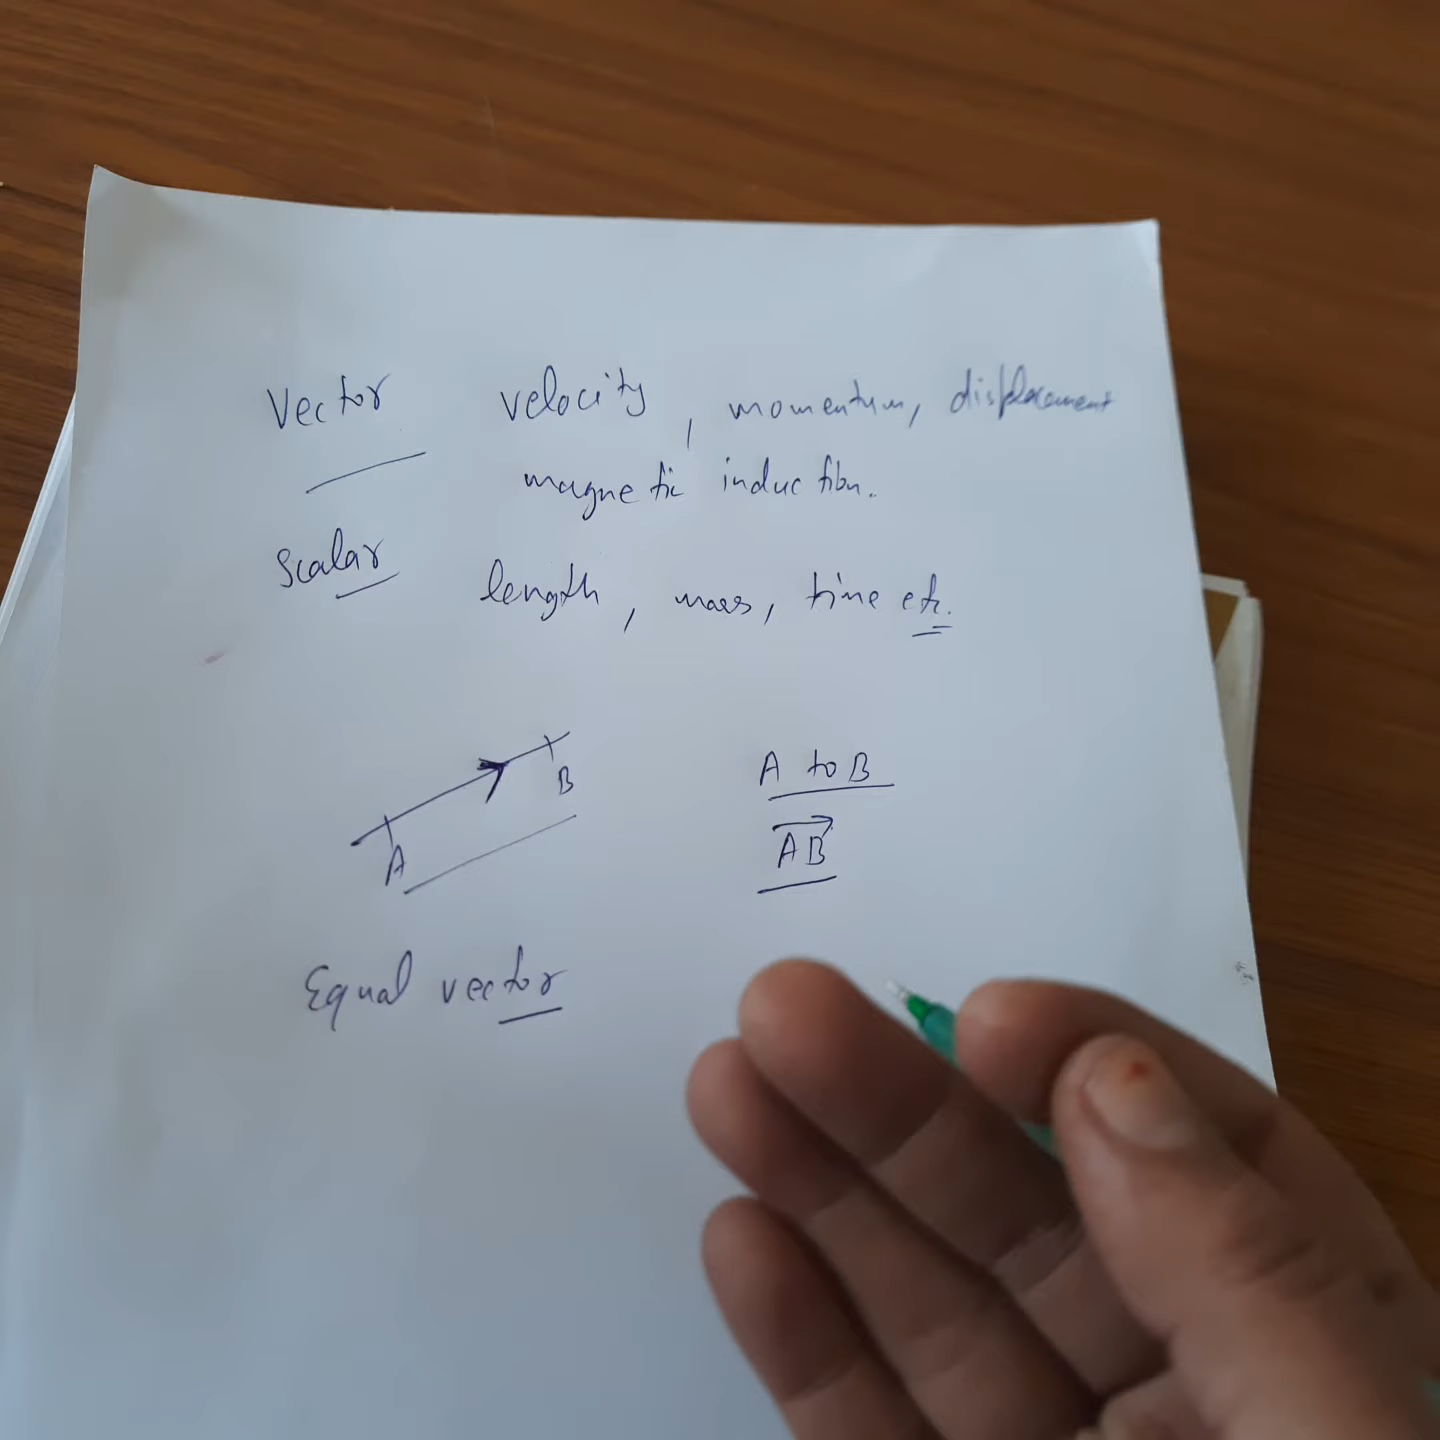 Vector velocity, momentum, displacement
magnetic induction.
Scalar length, mass, time etc.
A B
A to B
AB
Equal vector